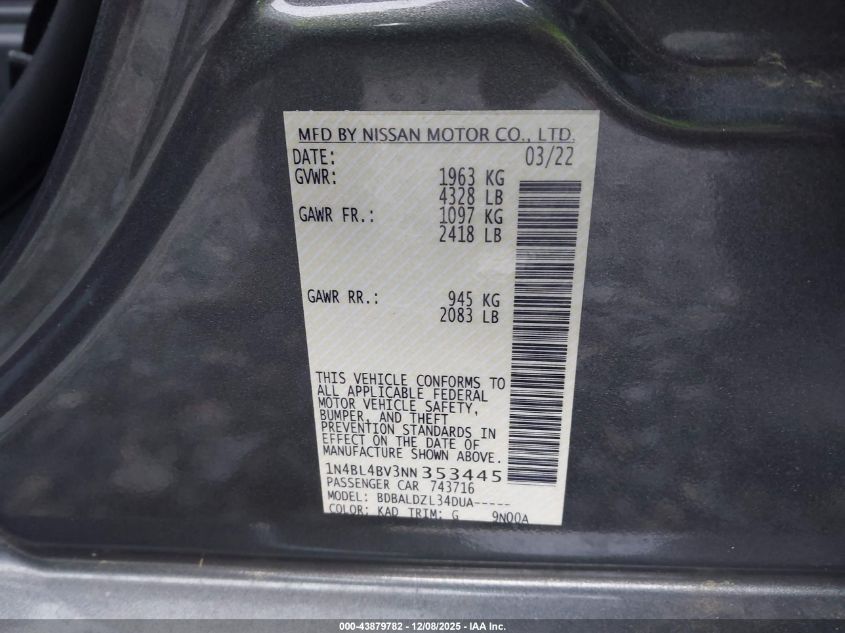 MFD BY NISSAN MOTOR CO., LTD.
DATE: 03/22
GVWR: 1963 KG
4328 LB
GAWR FR.: 1097 KG
2418 LB
GAWR RR.: 945 KG
2083 LB
THIS VEHICLE CONFORMS TO
ALL APPLICABLE FEDERAL
MOTOR VEHICLE SAFETY,
BUMPER, AND THEFT
PREVENTION STANDARDS IN
EFFECT ON THE DATE OF
MANUFACTURE SHOWN ABOVE.
1N4BL4BV3NN353445
PASSENGER CAR 743716
MODEL: BDBALDZL34DUA-----
COLOR: KAD TRIM: G 9N00A
000-43879782 - 12/08/2025 - IAA Inc.